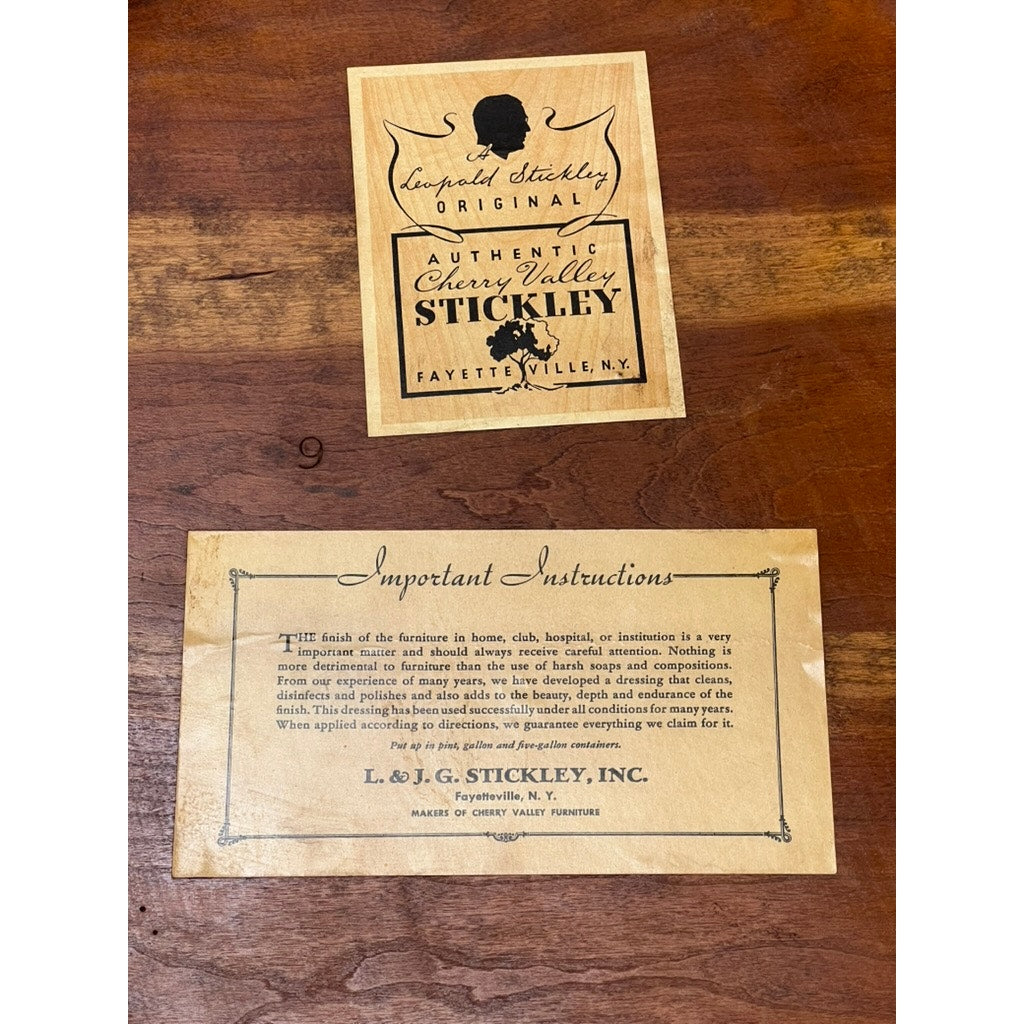 A
Leopold Stickley
ORIGINAL
AUTHENTIC
Cherry Valley
STICKLEY
FAYETTEVILLE, N.Y.
9
Important Instructions
THE finish of the furniture in home, club, hospital, or institution is a very
important matter and should always receive careful attention. Nothing is
more detrimental to furniture than the use of harsh soaps and compositions.
From our experience of many years, we have developed a dressing that cleans,
disinfects and polishes and also adds to the beauty, depth and endurance of the
finish. This dressing has been used successfully under all conditions for many years.
When applied according to directions, we guarantee everything we claim for it.
Put up in pint, gallon and five-gallon containers.
L. & J. G. STICKLEY, INC.
Fayetteville, N. Y.
MAKERS OF CHERRY VALLEY FURNITURE